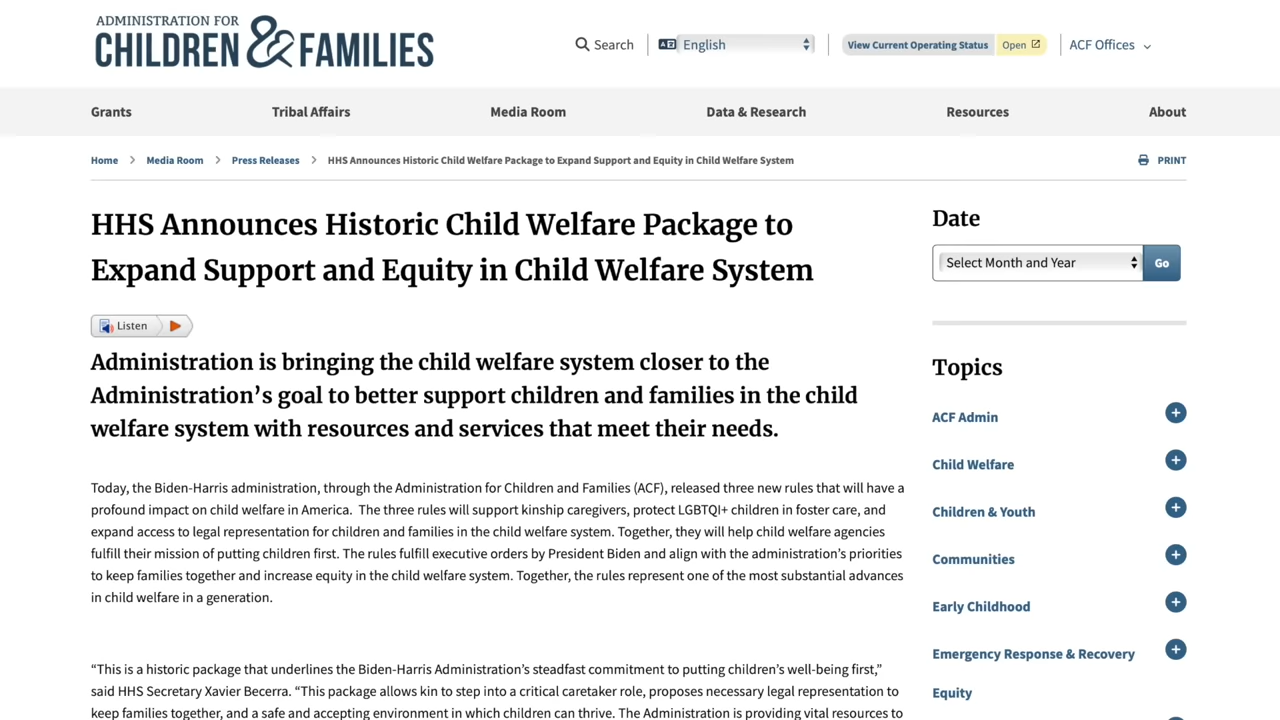 ADMINISTRATION FOR
CHILDREN & FAMILIES
Search
English
View Current Operating Status Open
ACF Offices
Grants Tribal Affairs Media Room Data & Research Resources About
Home > Media Room > Press Releases > HHS Announces Historic Child Welfare Package to Expand Support and Equity in Child Welfare System
PRINT
HHS Announces Historic Child Welfare Package to
Expand Support and Equity in Child Welfare System
Listen
Administration is bringing the child welfare system closer to the
Administration’s goal to better support children and families in the child
welfare system with resources and services that meet their needs.
Today, the Biden-Harris administration, through the Administration for Children and Families (ACF), released three new rules that will have a
profound impact on child welfare in America. The three rules will support kinship caregivers, protect LGBTQI+ children in foster care, and
expand access to legal representation for children and families in the child welfare system. Together, they will help child welfare agencies
fulfill their mission of putting children first. The rules fulfill executive orders by President Biden and align with the administration’s priorities
to keep families together and increase equity in the child welfare system. Together, the rules represent one of the most substantial advances
in child welfare in a generation.
“This is a historic package that underlines the Biden-Harris Administration’s steadfast commitment to putting children’s well-being first,”
said HHS Secretary Xavier Becerra. “This package allows kin to step into a critical caretaker role, proposes necessary legal representation to
keep families together, and a safe and accepting environment in which children can thrive. The Administration is providing vital resources to
Date
Select Month and Year
Go
Topics
ACF Admin
Child Welfare
Children & Youth
Communities
Early Childhood
Emergency Response & Recovery
Equity